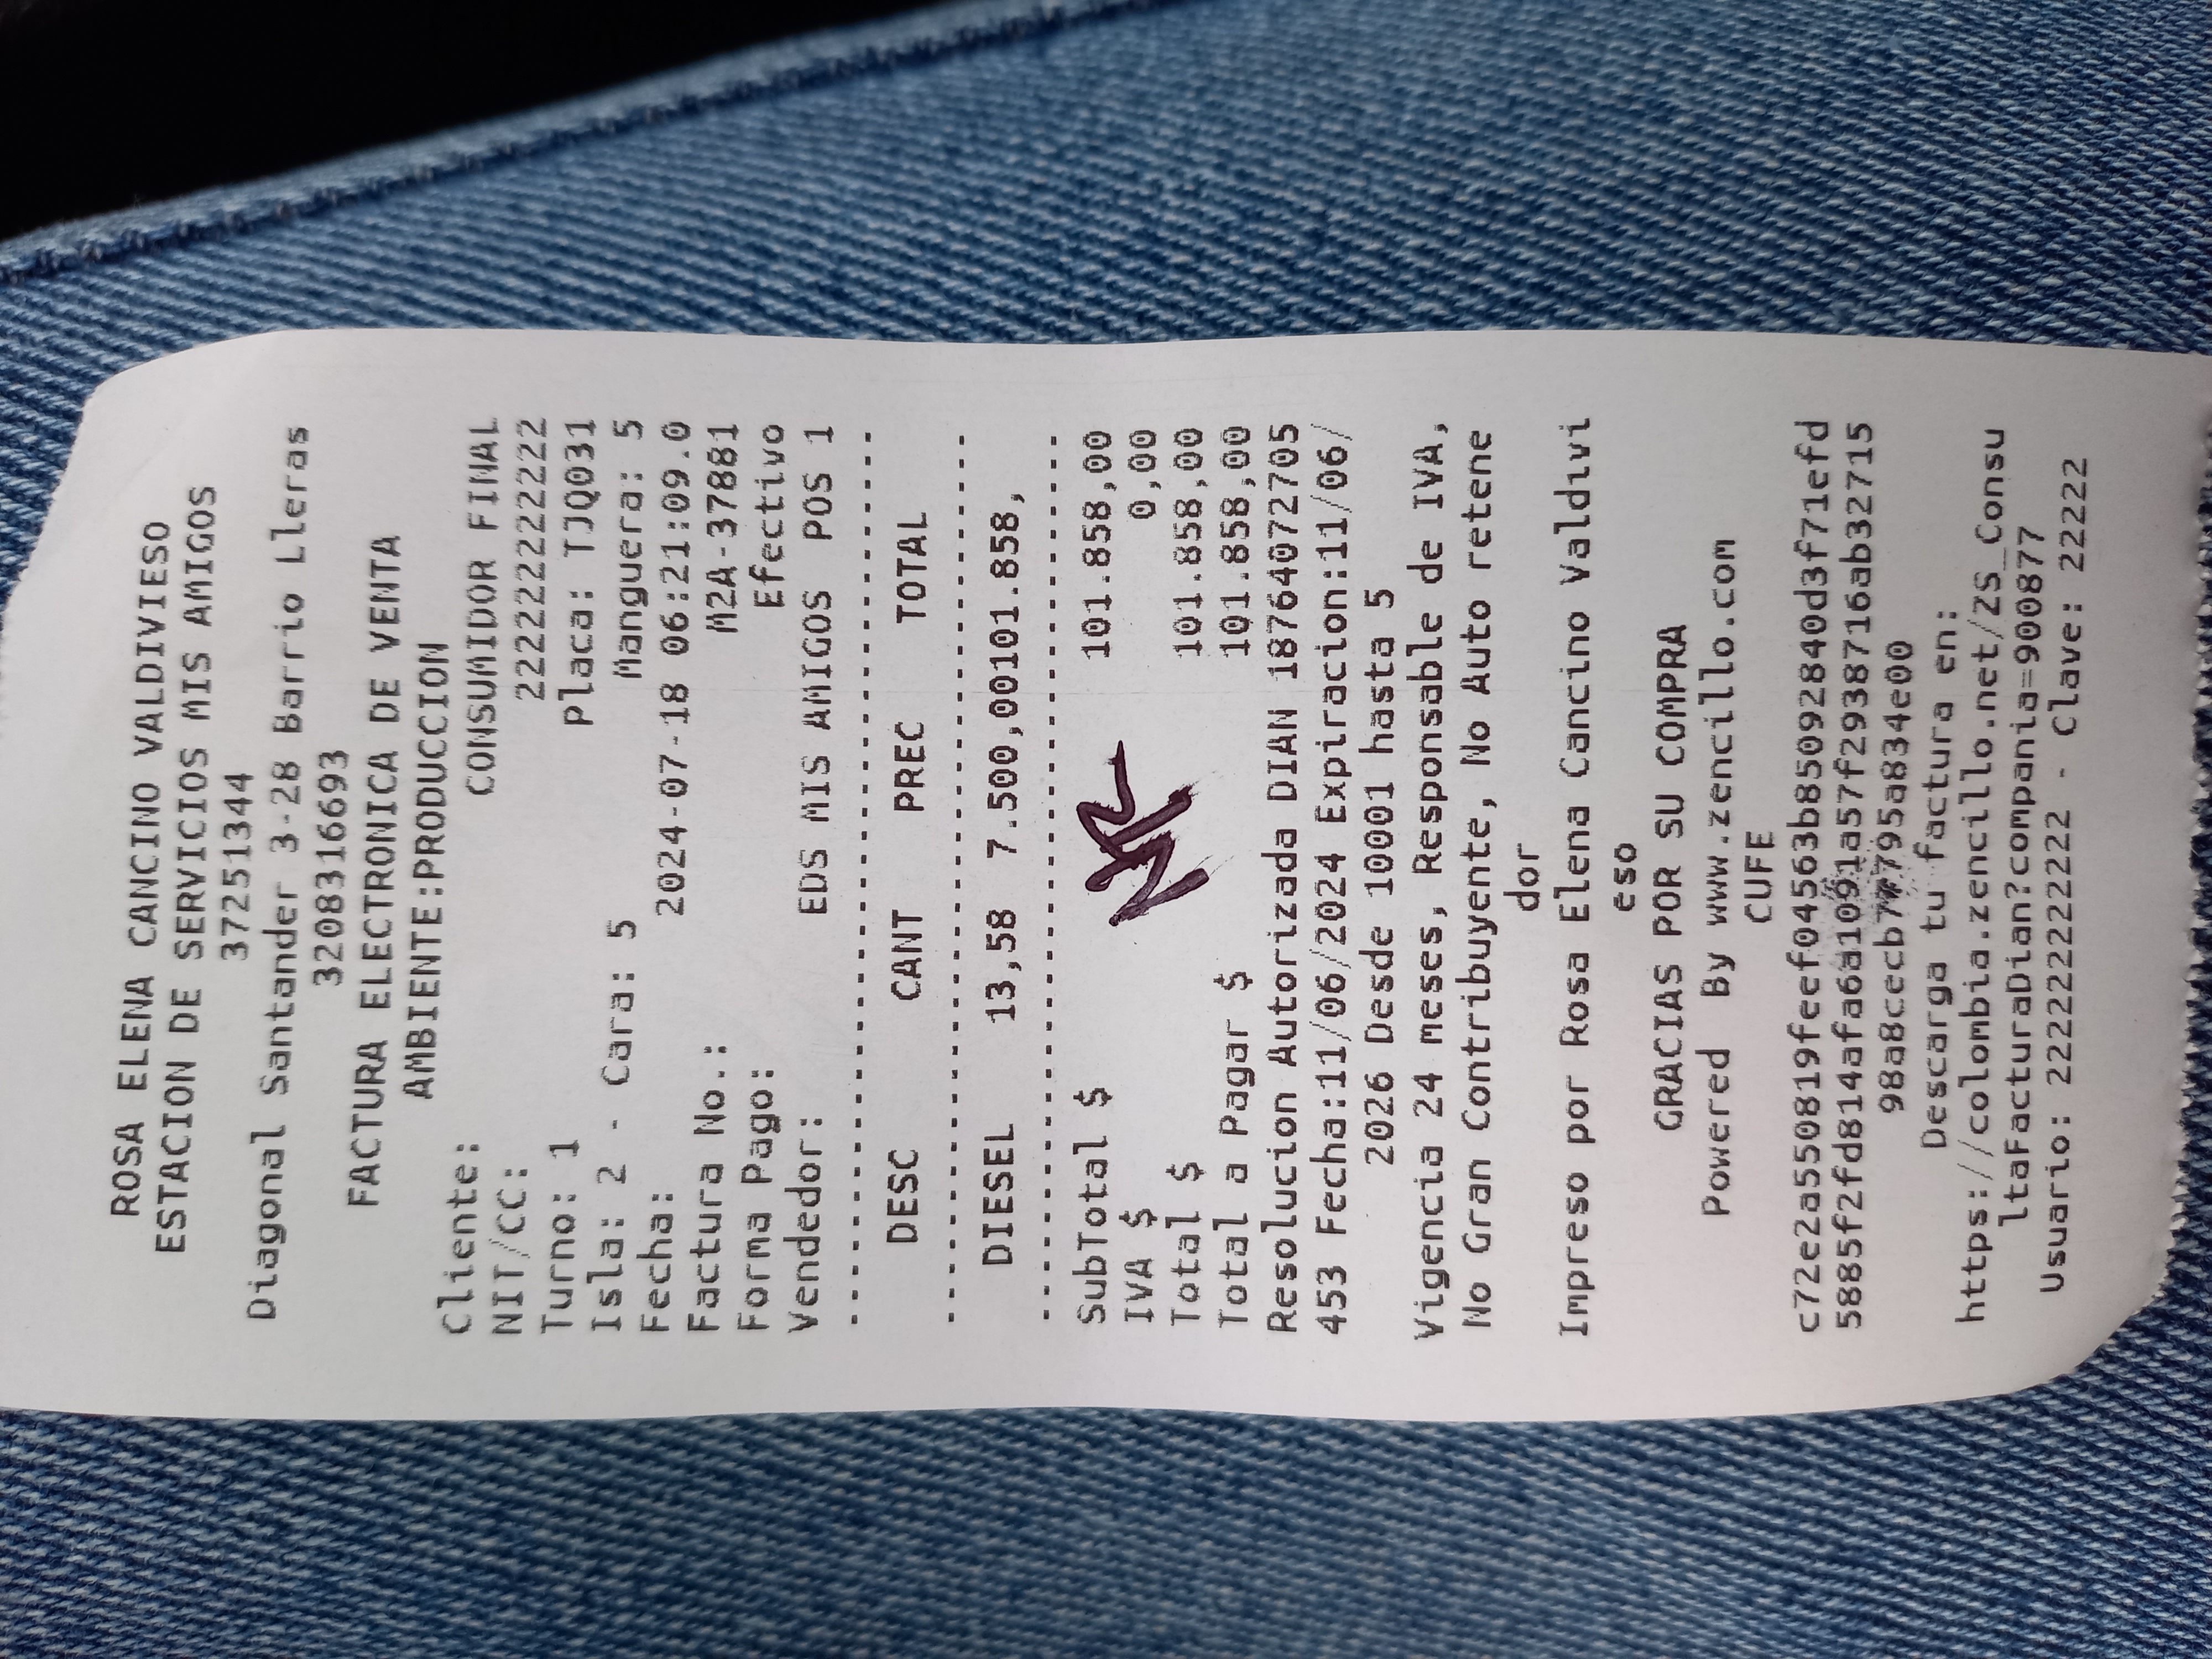 ROSA ELENA CANCINO VALDIVIESO
ESTACION DE SERVICIOS MIS AMIGOS
37251344
Diagonal Santander 3-28 Barrio Lleras
3208316693
FACTURA ELECTRONICA DE VENTA
AMBIENTE:PRODUCCION
Cliente: CONSUMIDOR FINAL
NIT/CC: 222222222222
Turno: 1 Placa: TJQ031
Isla: 2 - Cara: 5 Manguera: 5
Fecha: 2024-07-18 06:21:09.0
Factura No.: M2A-37881
Forma Pago: Efectivo
Vendedor: EDS MIS AMIGOS POS 1
DESC CANT PREC TOTAL
DIESEL 13,58 7.500,00101.858,
SubTotal $ 101.858,00
IVA $ 0,00
Total $ 101.858,00
Total a Pagar $ 101.858,00
Resolucion Autorizada DIAN 18764072705
453 Fecha:11/06/2024 Expiracion:11/06/
2026 Desde 10001 hasta 5
Vigencia 24 meses, Responsable de IVA,
No Gran Contribuyente, No Auto retene
dor
Impreso por Rosa Elena Cancino Valdivi
eso
GRACIAS POR SU COMPRA
Powered By www.zencillo.com
CUFE
c72e2a550819feef04563b85092840d3f71efd
Descarga tu factura en:
https://colombia.zencillo.net/ZS_Consu
ltaFacturaDian?compania=900877
Usuario: 222222222222 - Clave: 22222